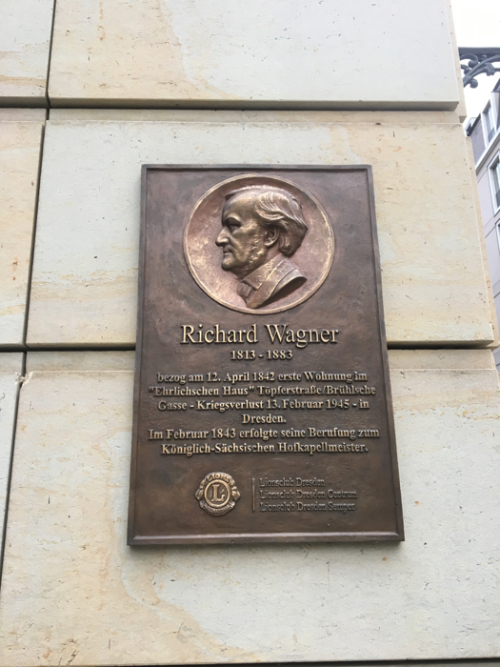 Richard Wagner
1813 - 1883
bezog am 12. April 1842 erste Wohnung im
"Ehrlichschen Haus" Töpferstraße/Brühlsche
Gasse - Kriegsverlust 13. Februar 1945 - in
Dresden.
Im Februar 1843 erfolgte seine Berufung zum
Königlich-Sächsischen Hofkapellmeister.
L
Lionsclub Dresden
Lionsclub Dresden Centrum
Lionsclub Dresden Semper